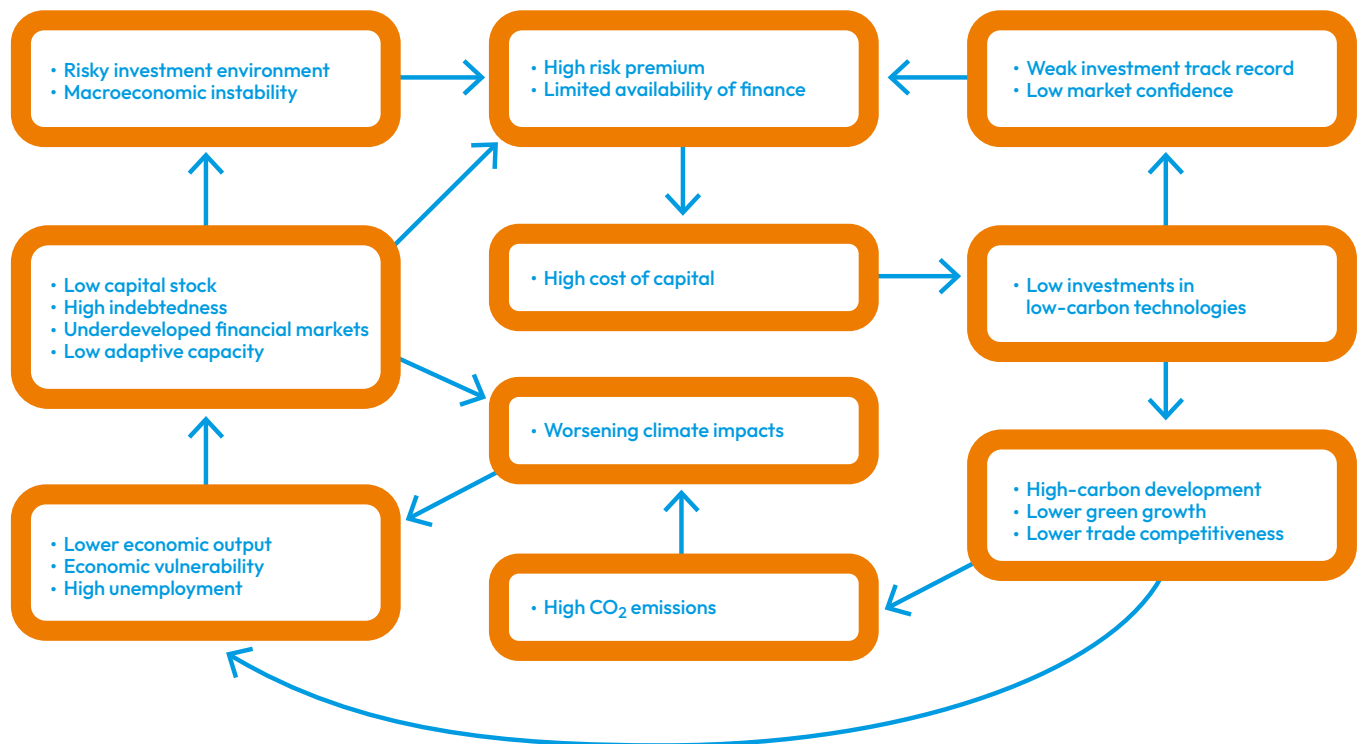 • Risky investment environment
• Macroeconomic instability
• High risk premium
• Limited availability of finance
• Weak investment track record
• Low market confidence
• Low capital stock
• High indebtedness
• Underdeveloped financial markets
• Low adaptive capacity
• High cost of capital
• Low investments in
low-carbon technologies
• Worsening climate impacts
• High-carbon development
• Lower green growth
• Lower trade competitiveness
• Lower economic output
• Economic vulnerability
• High unemployment
• High CO₂ emissions